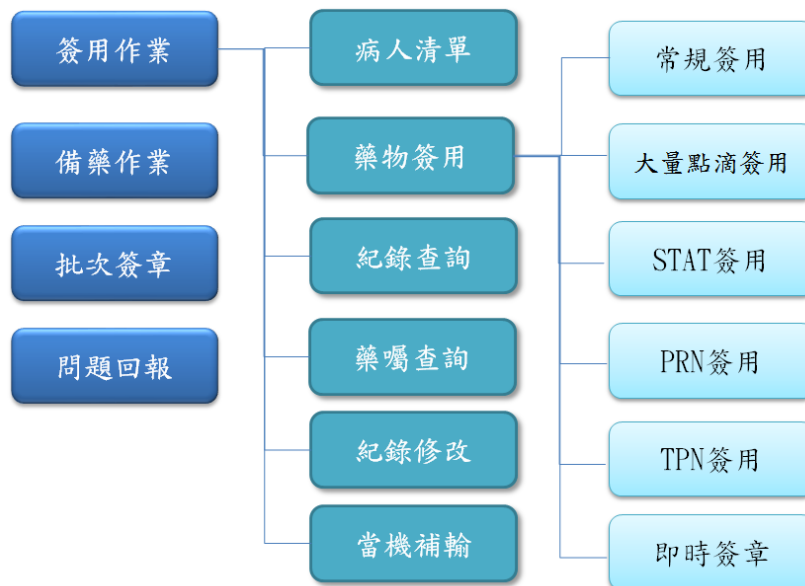 簽用作業
備藥作業
批次簽章
問題回報
病人清單
藥物簽用
紀錄查詢
藥囑查詢
紀錄修改
當機補輸
常規簽用
大量點滴簽用
STAT簽用
PRN簽用
TPN簽用
即時簽章